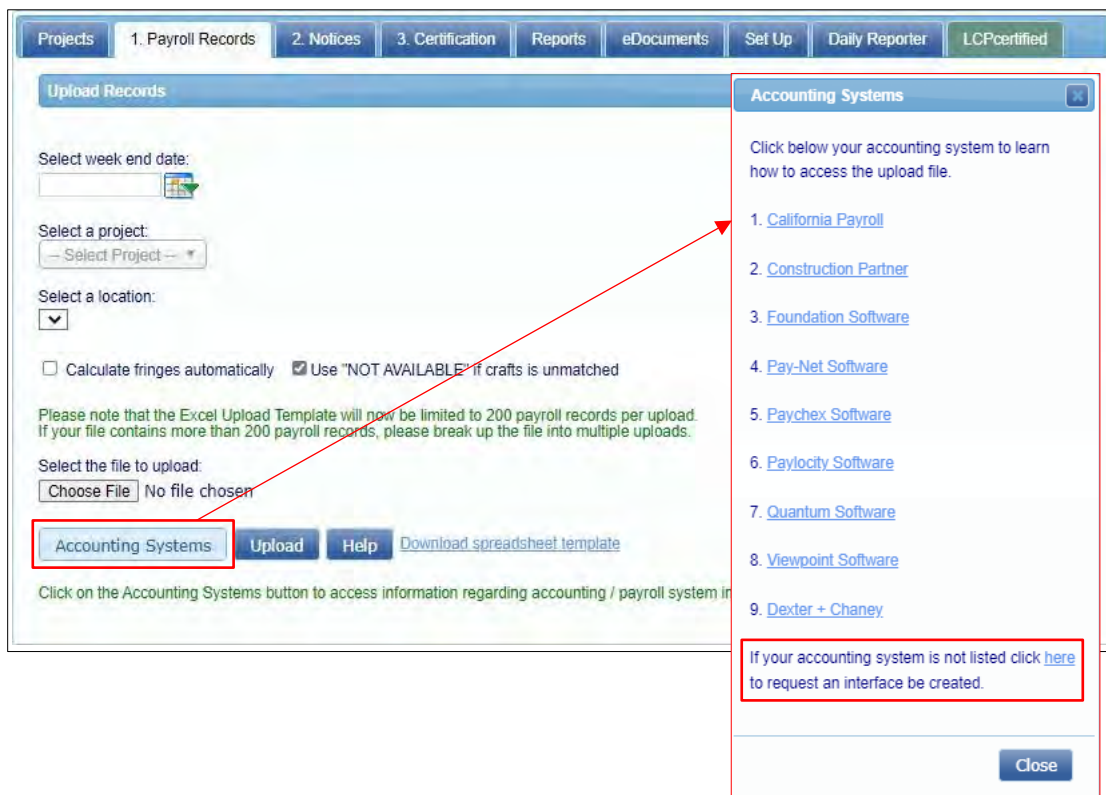 Projects
1. Payroll Records
2. Notices
3. Certification
Reports
eDocuments
Set Up
Daily Reporter
LCPcertified
Upload Records
Select week end date:
Select a project:
-- Select Project --
Select a location:
Calculate fringes automatically
Use "NOT AVAILABLE" if crafts is unmatched
Please note that the Excel Upload Template will now be limited to 200 payroll records per upload.
If your file contains more than 200 payroll records, please break up the file into multiple uploads.
Select the file to upload:
Choose File No file chosen
Accounting Systems
Upload
Help
Download spreadsheet template
Click on the Accounting Systems button to access information regarding accounting / payroll system
Accounting Systems
Click below your accounting system to learn
how to access the upload file.
1. California Payroll
2. Construction Partner
3. Foundation Software
4. Pay-Net Software
5. Paychex Software
6. Paylocity Software
7. Quantum Software
8. Viewpoint Software
9. Dexter + Chaney
If your accounting system is not listed click here
to request an interface be created.
Close